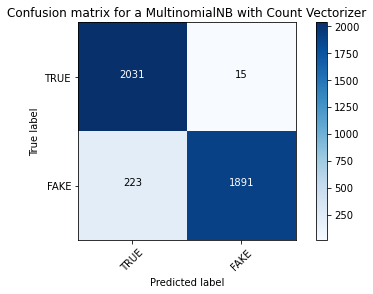 Confusion matrix for a MultinomialNB with Count Vectorizer
True label
TRUE
FAKE
2031
15
223
1891
TRUE
FAKE
Predicted label
2000
1750
1500
1250
1000
750
500
250